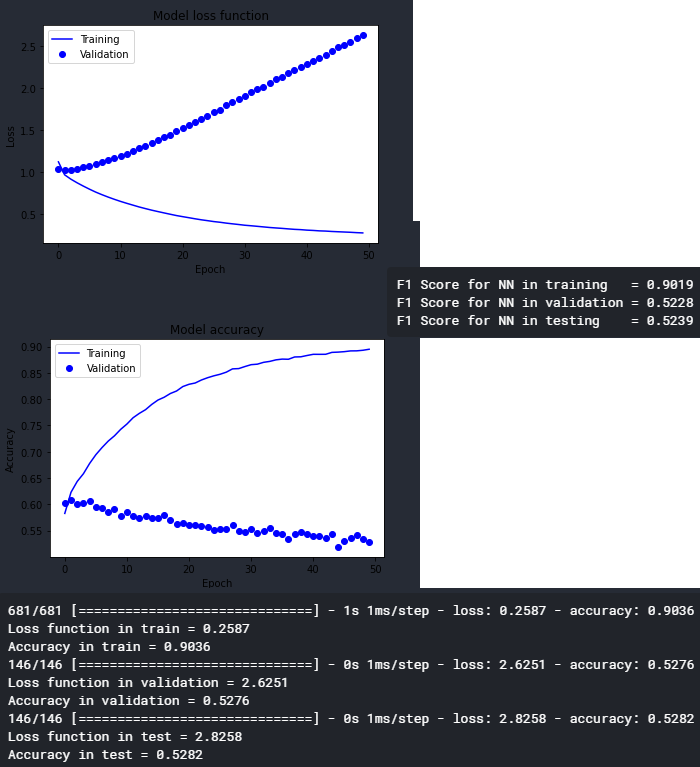 Model loss function
Training
Validation
2.5
2.0
1.5
1.0
0.5
Loss
0 10 20 30 40 50
Epoch
F1 Score for NN in training = 0.9019
F1 Score for NN in validation = 0.5228
F1 Score for NN in testing = 0.5239
Model accuracy
Training
Validation
0.90
0.85
0.80
0.75
0.70
0.65
0.60
0.55
Accuracy
0 10 20 30 40 50
Epoch
681/681 [==============================] - 1s 1ms/step - loss: 0.2587 - accuracy: 0.9036
Loss function in train = 0.2587
Accuracy in train = 0.9036
146/146 [==============================] - 0s 1ms/step - loss: 2.6251 - accuracy: 0.5276
Loss function in validation = 2.6251
Accuracy in validation = 0.5276
146/146 [==============================] - 0s 1ms/step - loss: 2.8258 - accuracy: 0.5282
Loss function in test = 2.8258
Accuracy in test = 0.5282